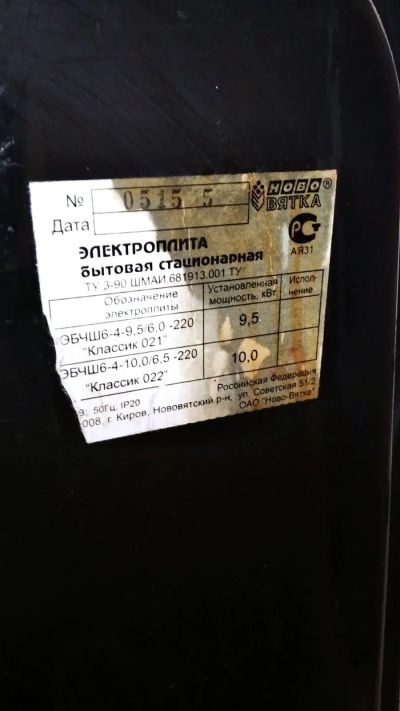 № 0515 5
НОВО ВЯТКА ®
Дата
АЯ31
ЭЛЕКТРОПЛИТА
бытовая стационарная
ТУ 3-90 ШМАИ.681913.001 ТУ
Обозначение электроплиты
Установленная мощность, кВт
Испол- нение
ЭБЧШ6-4-9,5/6,0 -220
"Классик 021"
9,5
ЭБЧШ6-4-10,0/6,5 -220
"Классик 022"
10,0
В; 50Гц; IP20
Российская Федерация
008, г. Киров, Нововятский р-н, ул. Советская 51/2
ОАО "Ново-Вятка"